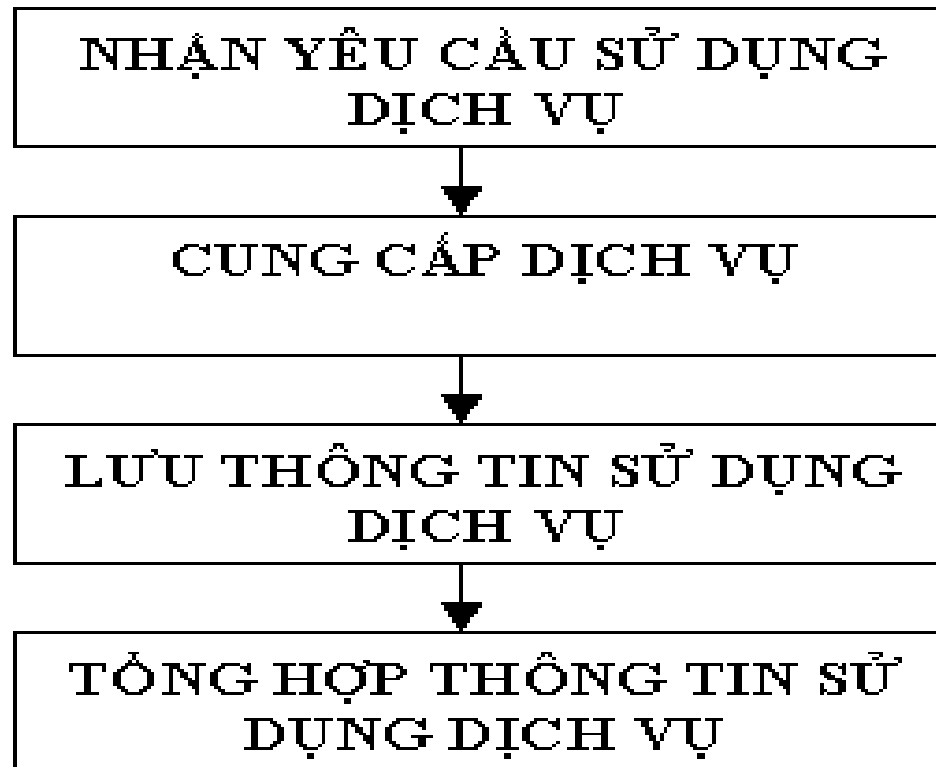 NHẬN YÊU CẦU SỬ DỤNG
DỊCH VỤ
CUNG CẤP DỊCH VỤ
LƯU THÔNG TIN SỬ DỤNG
DỊCH VỤ
TỔNG HỢP THÔNG TIN SỬ
DỤNG DỊCH VỤ